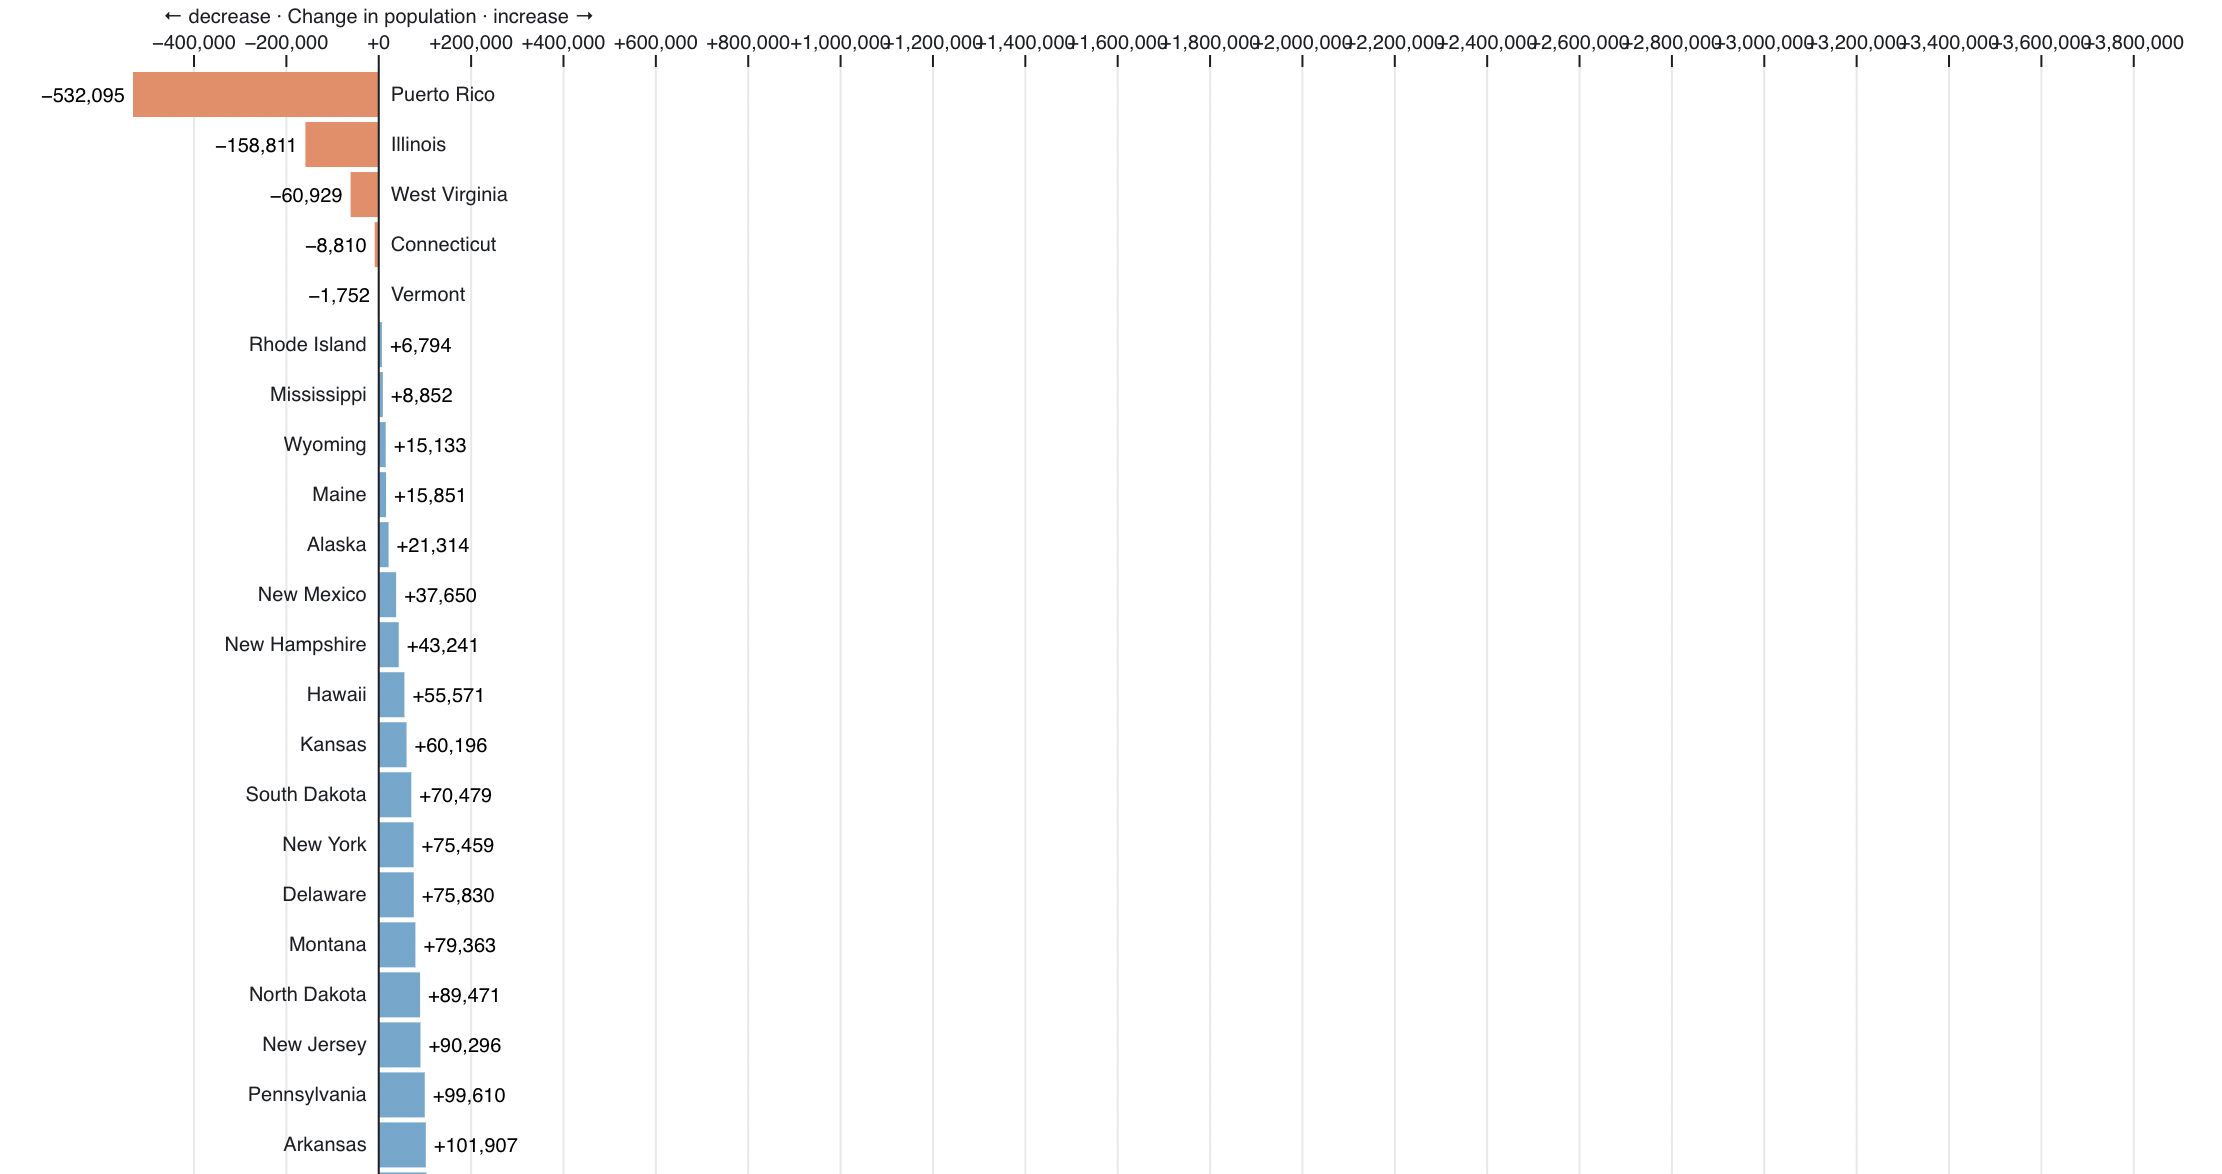 ← decrease · Change in population · increase →
−400,000 −200,000 +0 +200,000 +400,000 +600,000 +800,000 +1,000,000 +1,200,000 +1,400,000 +1,600,000 +1,800,000 +2,000,000 +2,200,000 +2,400,000 +2,600,000 +2,800,000 +3,000,000 +3,200,000 +3,400,000 +3,600,000 +3,800,000
−532,095 Puerto Rico
−158,811 Illinois
−60,929 West Virginia
−8,810 Connecticut
−1,752 Vermont
Rhode Island +6,794
Mississippi +8,852
Wyoming +15,133
Maine +15,851
Alaska +21,314
New Mexico +37,650
New Hampshire +43,241
Hawaii +55,571
Kansas +60,196
South Dakota +70,479
New York +75,459
Delaware +75,830
Montana +79,363
North Dakota +89,471
New Jersey +90,296
Pennsylvania +99,610
Arkansas +101,907